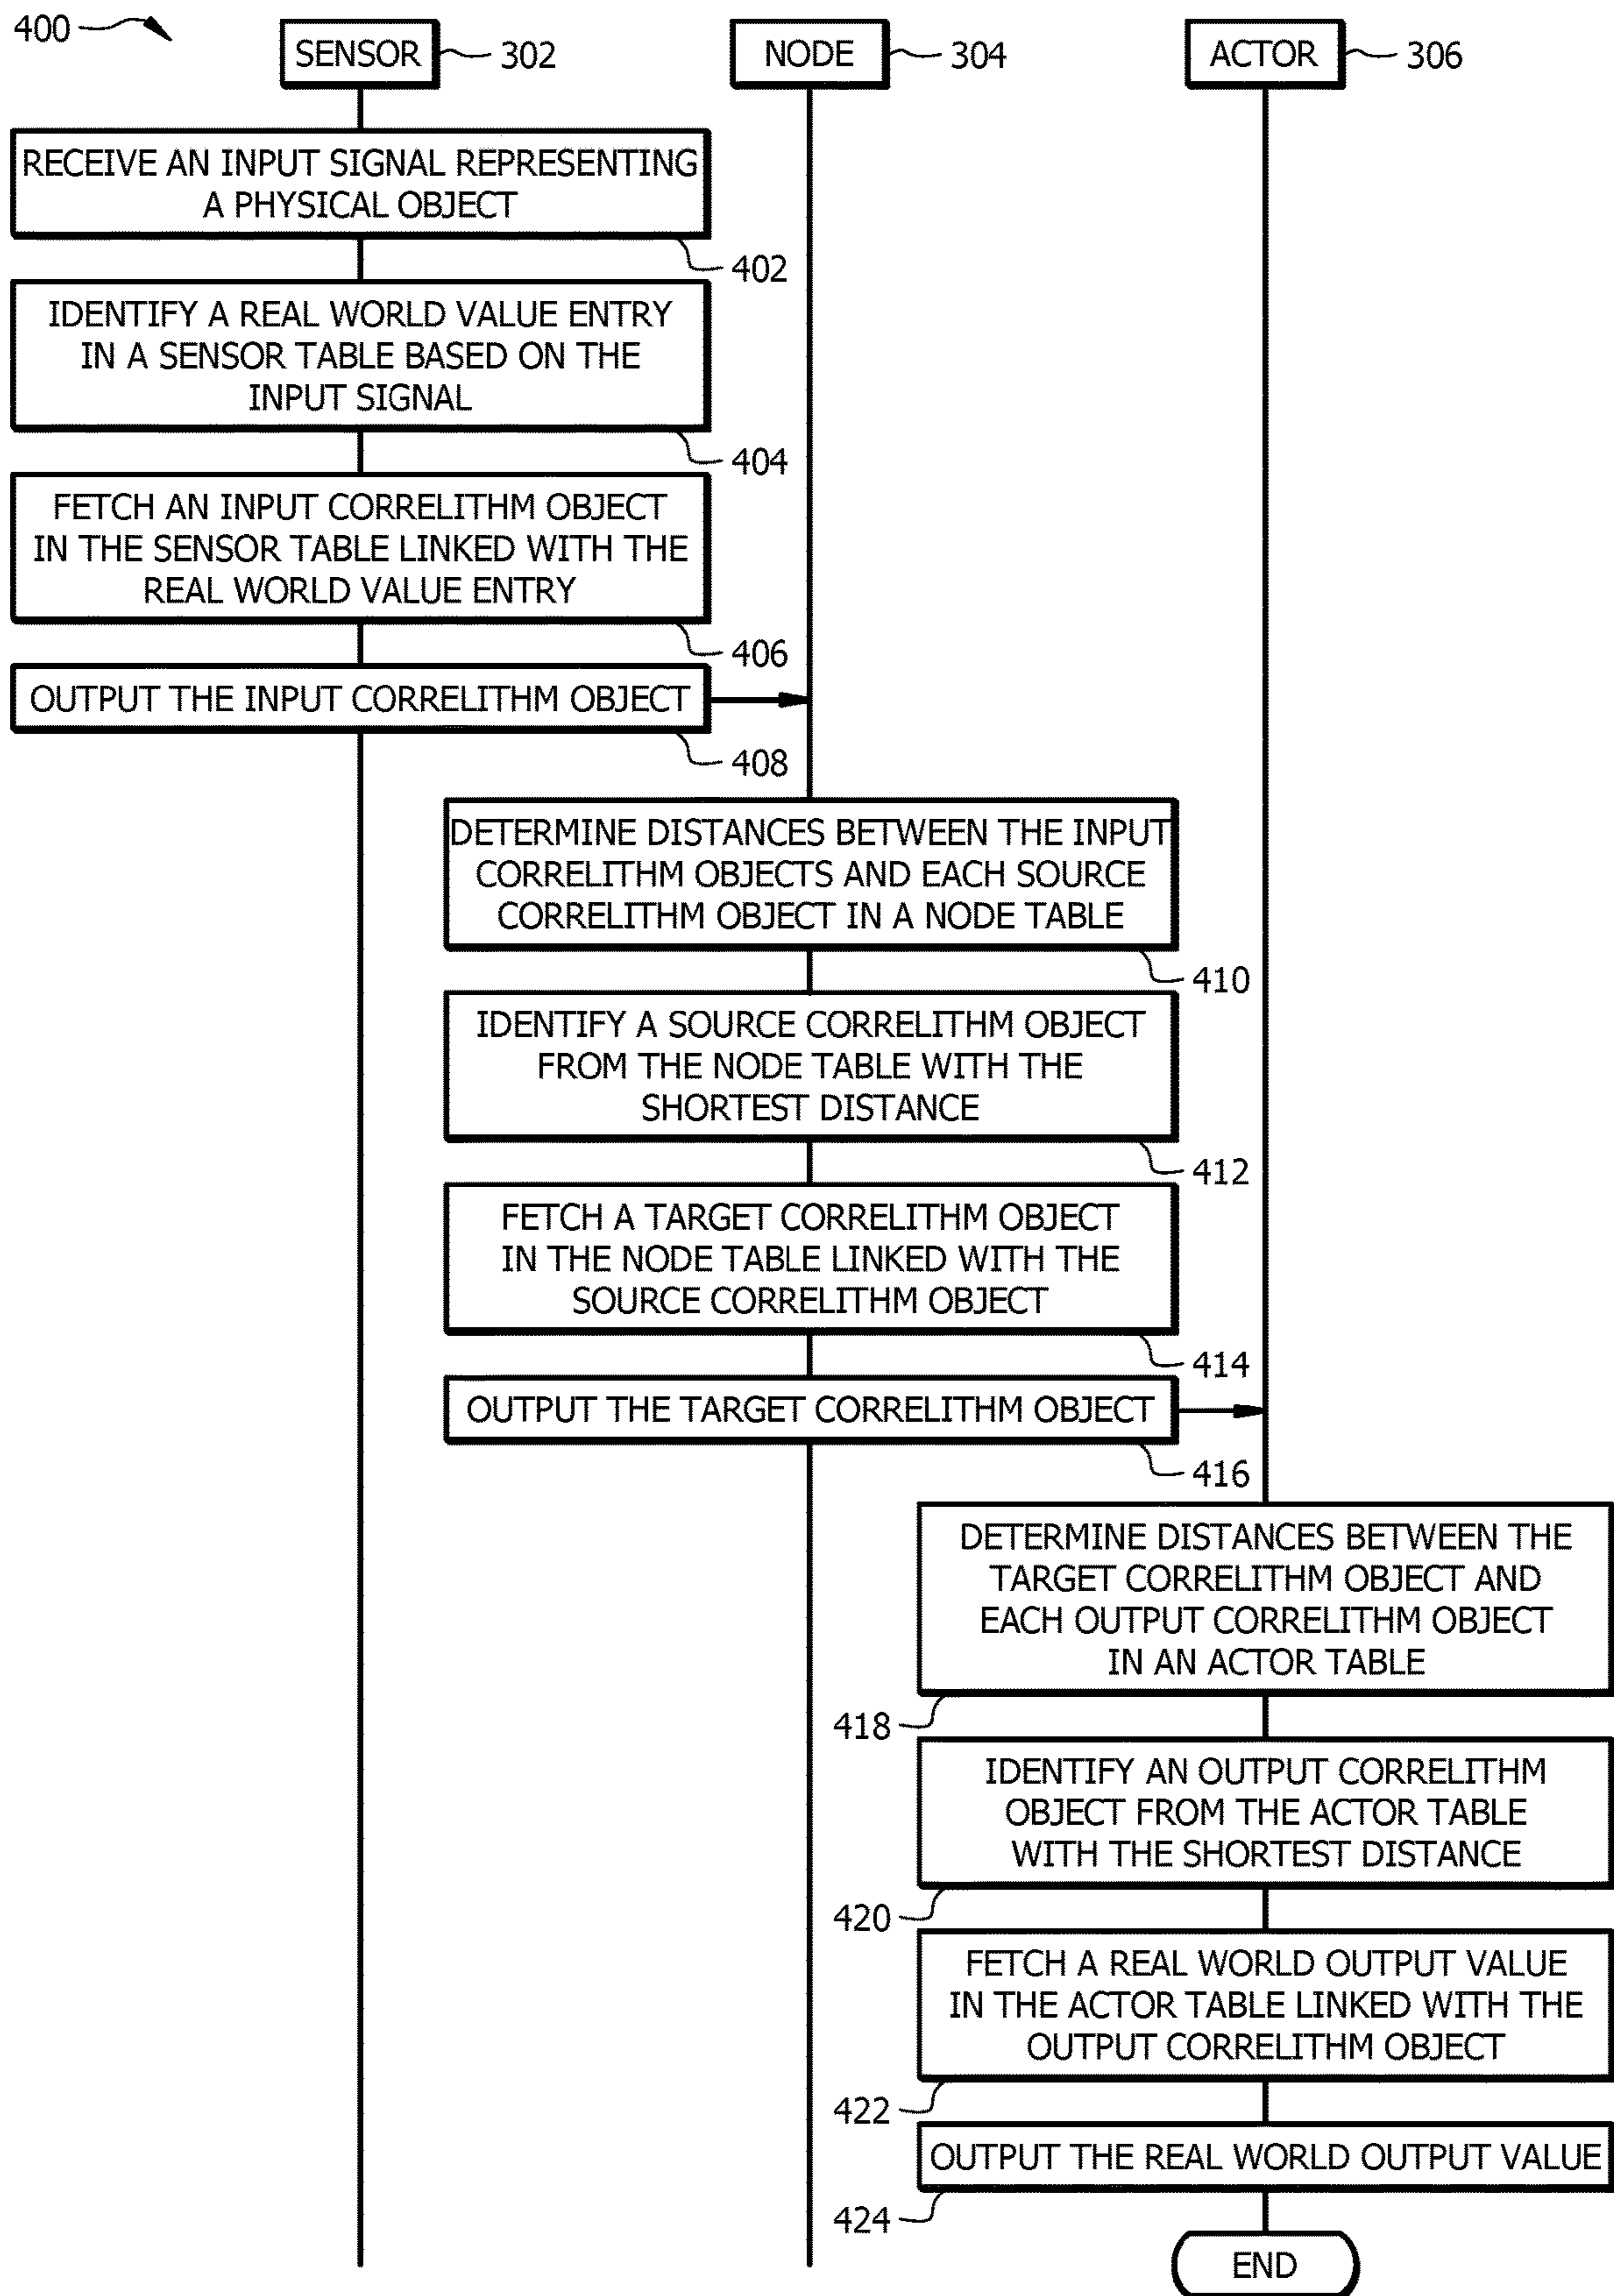 400
SENSOR
302
NODE
304
ACTOR
306
RECEIVE AN INPUT SIGNAL REPRESENTING
A PHYSICAL OBJECT
402
IDENTIFY A REAL WORLD VALUE ENTRY
IN A SENSOR TABLE BASED ON THE
INPUT SIGNAL
404
FETCH AN INPUT CORRELITHM OBJECT
IN THE SENSOR TABLE LINKED WITH THE
REAL WORLD VALUE ENTRY
406
OUTPUT THE INPUT CORRELITHM OBJECT
408
DETERMINE DISTANCES BETWEEN THE INPUT
CORRELITHM OBJECTS AND EACH SOURCE
CORRELITHM OBJECT IN A NODE TABLE
410
IDENTIFY A SOURCE CORRELITHM OBJECT
FROM THE NODE TABLE WITH THE
SHORTEST DISTANCE
412
FETCH A TARGET CORRELITHM OBJECT
IN THE NODE TABLE LINKED WITH THE
SOURCE CORRELITHM OBJECT
414
OUTPUT THE TARGET CORRELITHM OBJECT
416
DETERMINE DISTANCES BETWEEN THE
TARGET CORRELITHM OBJECT AND
EACH OUTPUT CORRELITHM OBJECT
IN AN ACTOR TABLE
418
IDENTIFY AN OUTPUT CORRELITHM
OBJECT FROM THE ACTOR TABLE
WITH THE SHORTEST DISTANCE
420
FETCH A REAL WORLD OUTPUT VALUE
IN THE ACTOR TABLE LINKED WITH THE
OUTPUT CORRELITHM OBJECT
422
OUTPUT THE REAL WORLD OUTPUT VALUE
424
END